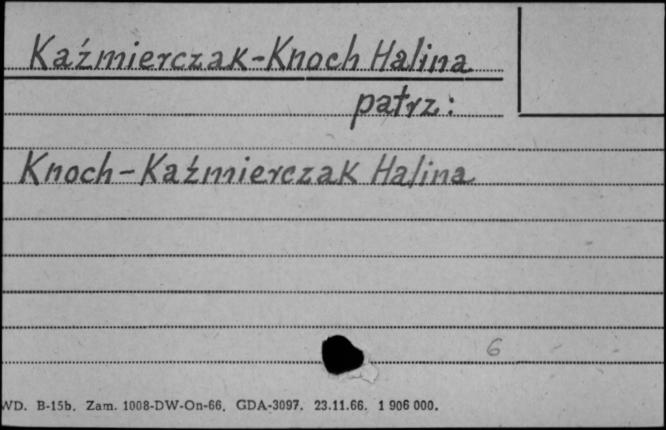 Kaźmierczak-Knoch Halina
patrz:
Knoch-Kaźmierczak Halina
6
WD. B-15b. Zam. 1008-DW-On-66. GDA-3097. 23.11.66. 1 906 000.